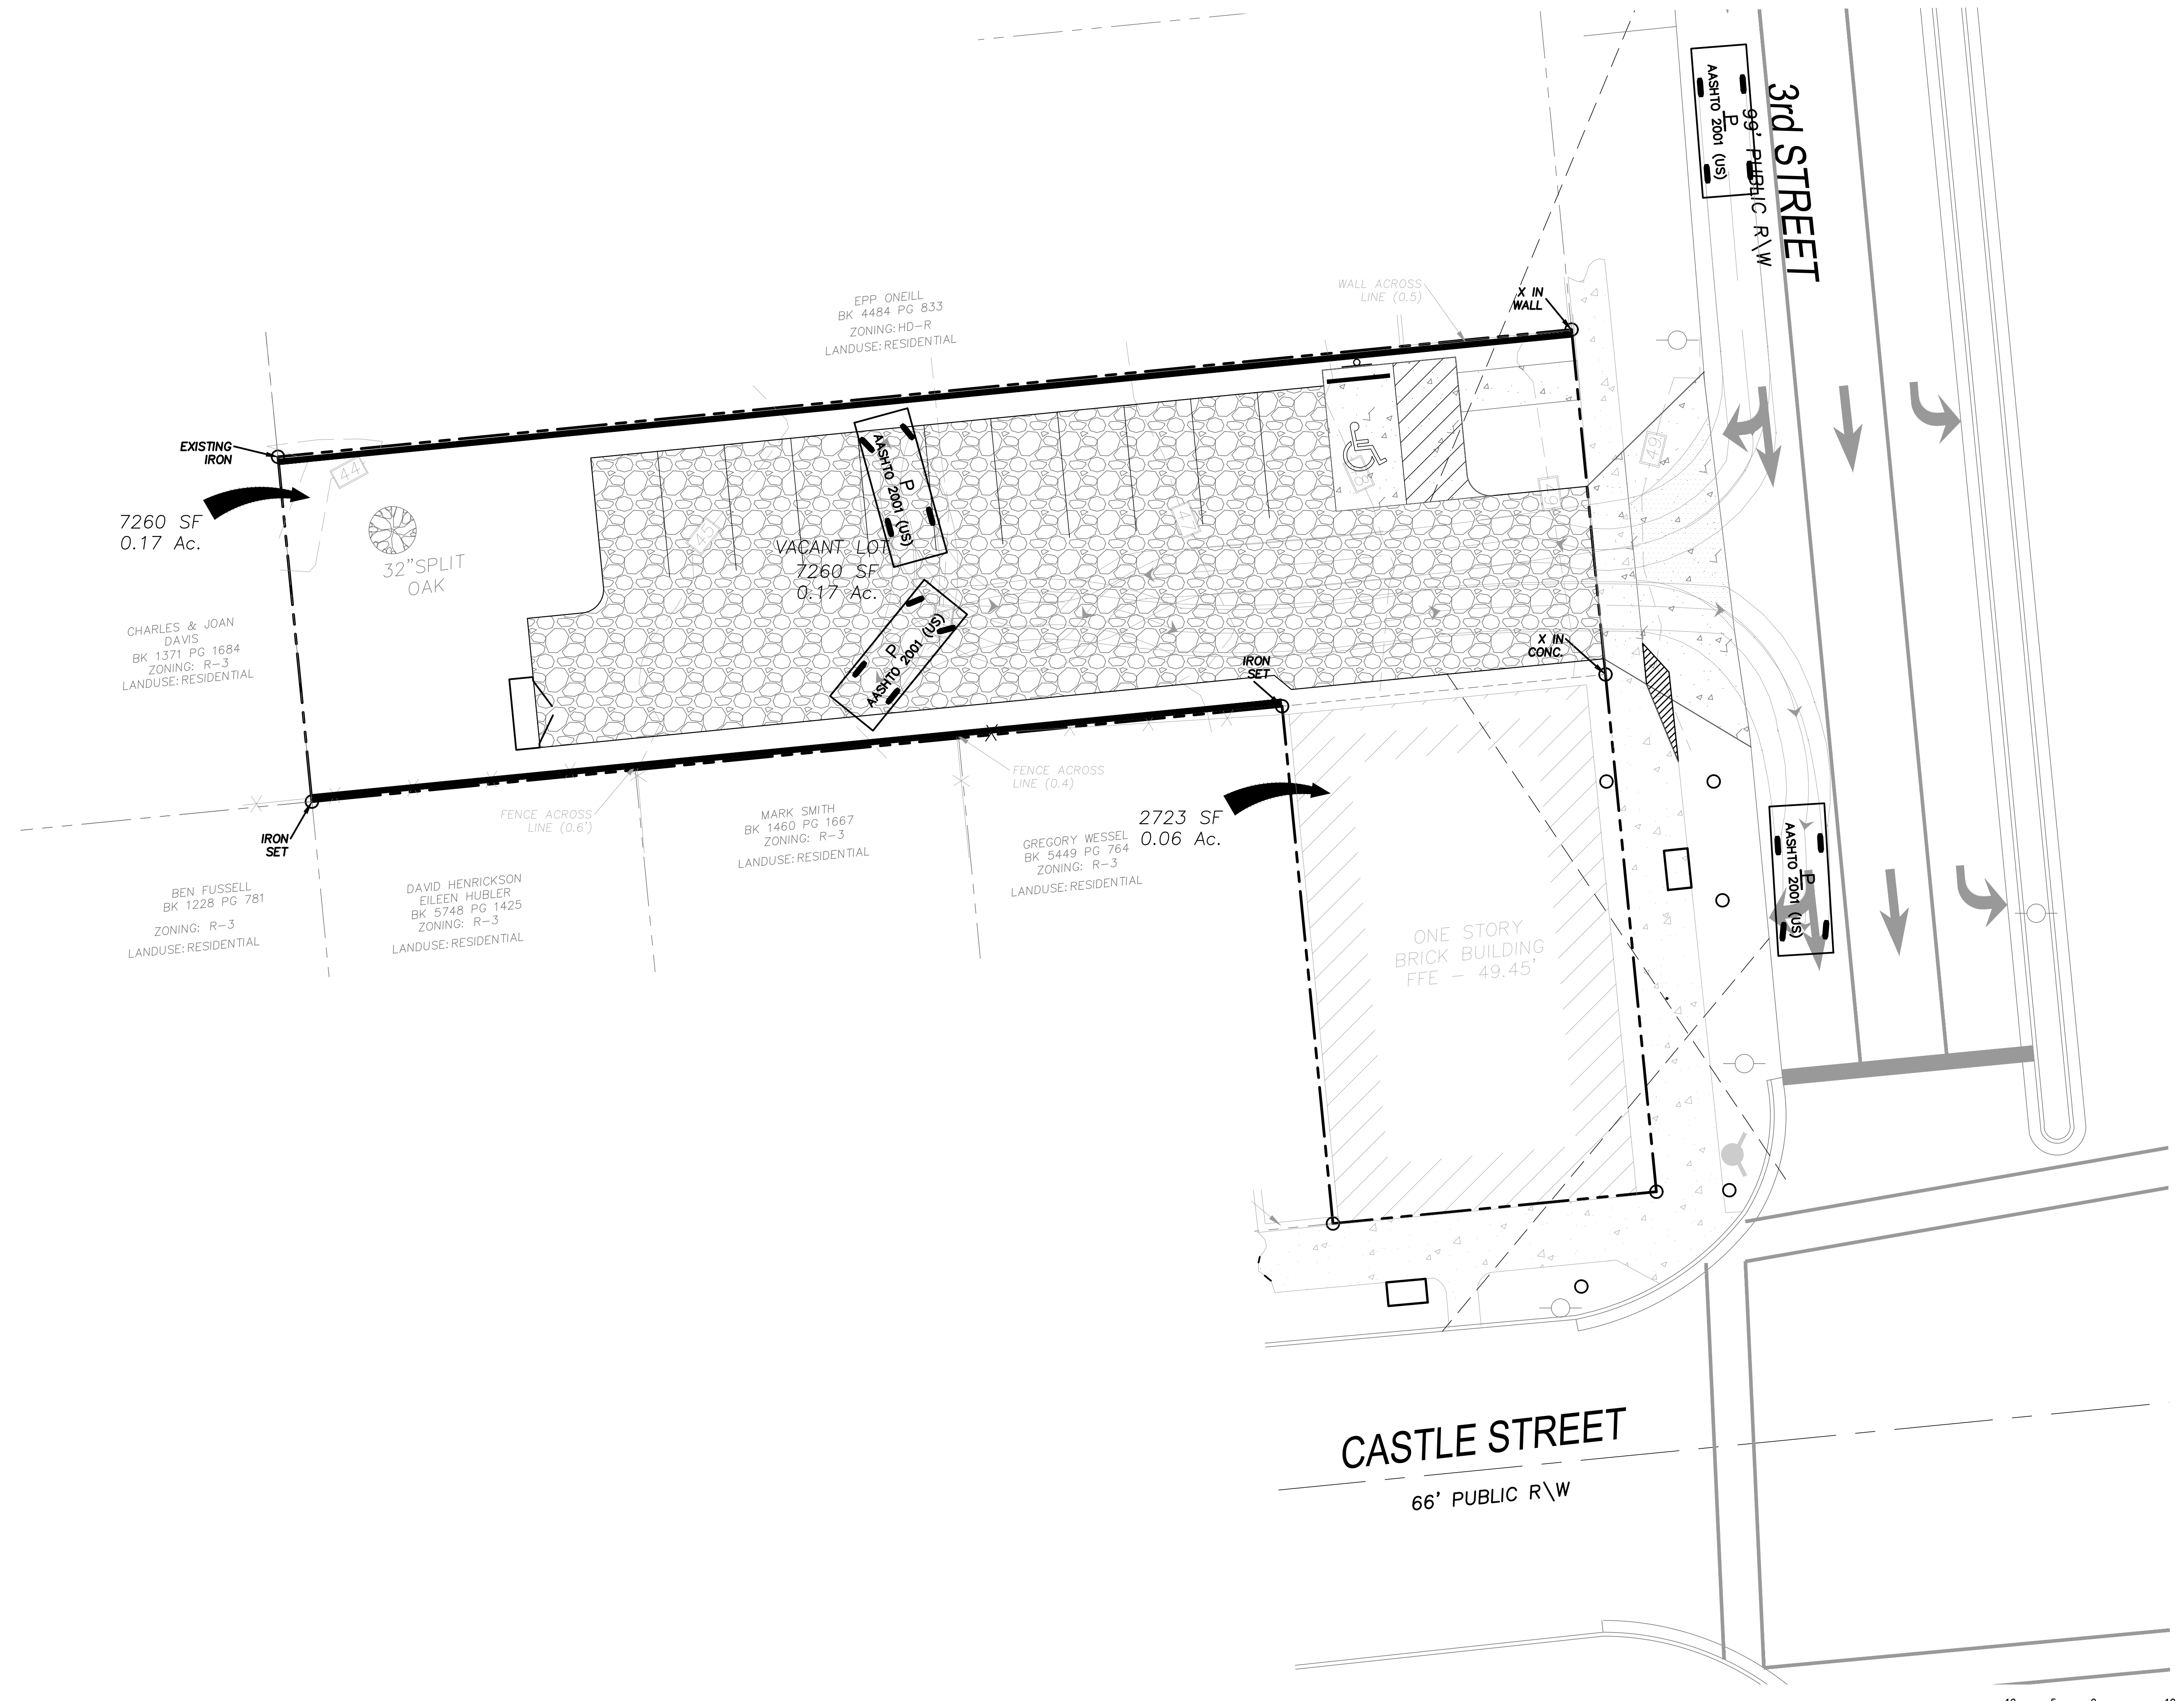 3rd STREET
99' PUBLIC R\W
AASHTO 2001 (US)
P
WALL ACROSS
LINE (0.5)
X IN
WALL
EPP ONEILL
BK 4484 PG 833
ZONING: HD-R
LANDUSE: RESIDENTIAL
EXISTING
IRON
44
7260 SF
0.17 Ac.
32"SPLIT
OAK
45
P
AASHTO 2001 (US)
47
49
VACANT LOT
7260 SF
0.17 Ac.
CHARLES & JOAN
DAVIS
BK 1371 PG 1684
ZONING: R-3
LANDUSE: RESIDENTIAL
P
AASHTO 2001 (US)
IRON
SET
X IN
CONC.
FENCE ACROSS
LINE (0.4)
FENCE ACROSS
LINE (0.6')
IRON
SET
MARK SMITH
BK 1460 PG 1667
ZONING: R-3
LANDUSE: RESIDENTIAL
GREGORY WESSEL
BK 5449 PG 764
ZONING: R-3
LANDUSE: RESIDENTIAL
2723 SF
0.06 Ac.
BEN FUSSELL
BK 1228 PG 781
ZONING: R-3
LANDUSE: RESIDENTIAL
DAVID HENRICKSON
EILEEN HUBLER
BK 5748 PG 1425
ZONING: R-3
LANDUSE: RESIDENTIAL
P
AASHTO 2001 (US)
ONE STORY
BRICK BUILDING
FFE - 49.45'
CASTLE STREET
66' PUBLIC R\W